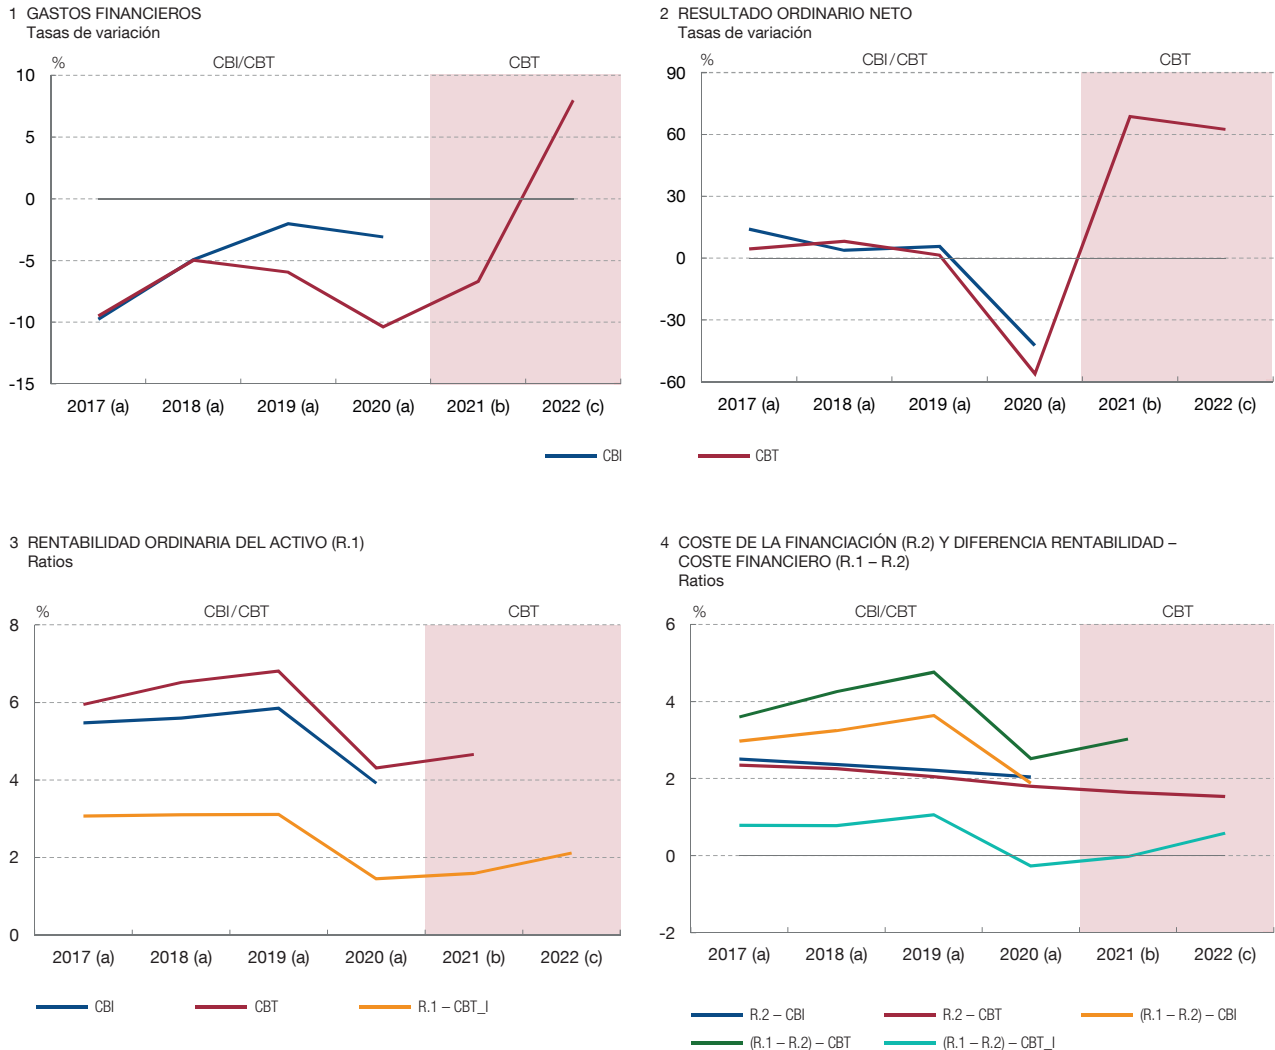 1 GASTOS FINANCIEROS
Tasas de variación
%
CBI/CBT
CBT
10
5
0
-5
-10
-15
2017 (a) 2018 (a) 2019 (a) 2020 (a) 2021 (b) 2022 (c)
2 RESULTADO ORDINARIO NETO
Tasas de variación
%
CBI/CBT
CBT
90
60
30
0
-30
-60
2017 (a) 2018 (a) 2019 (a) 2020 (a) 2021 (b) 2022 (c)
CBI
CBT
3 RENTABILIDAD ORDINARIA DEL ACTIVO (R.1)
Ratios
%
CBI/CBT
CBT
8
6
4
2
0
2017 (a) 2018 (a) 2019 (a) 2020 (a) 2021 (b) 2022 (c)
CBI
CBT
R.1 – CBT_I
4 COSTE DE LA FINANCIACIÓN (R.2) Y DIFERENCIA RENTABILIDAD –
COSTE FINANCIERO (R.1 – R.2)
Ratios
%
CBI/CBT
CBT
6
4
2
0
-2
2017 (a) 2018 (a) 2019 (a) 2020 (a) 2021 (b) 2022 (c)
R.2 – CBI
R.2 – CBT
(R.1 – R.2) – CBI
(R.1 – R.2) – CBT
(R.1 – R.2) – CBT_I